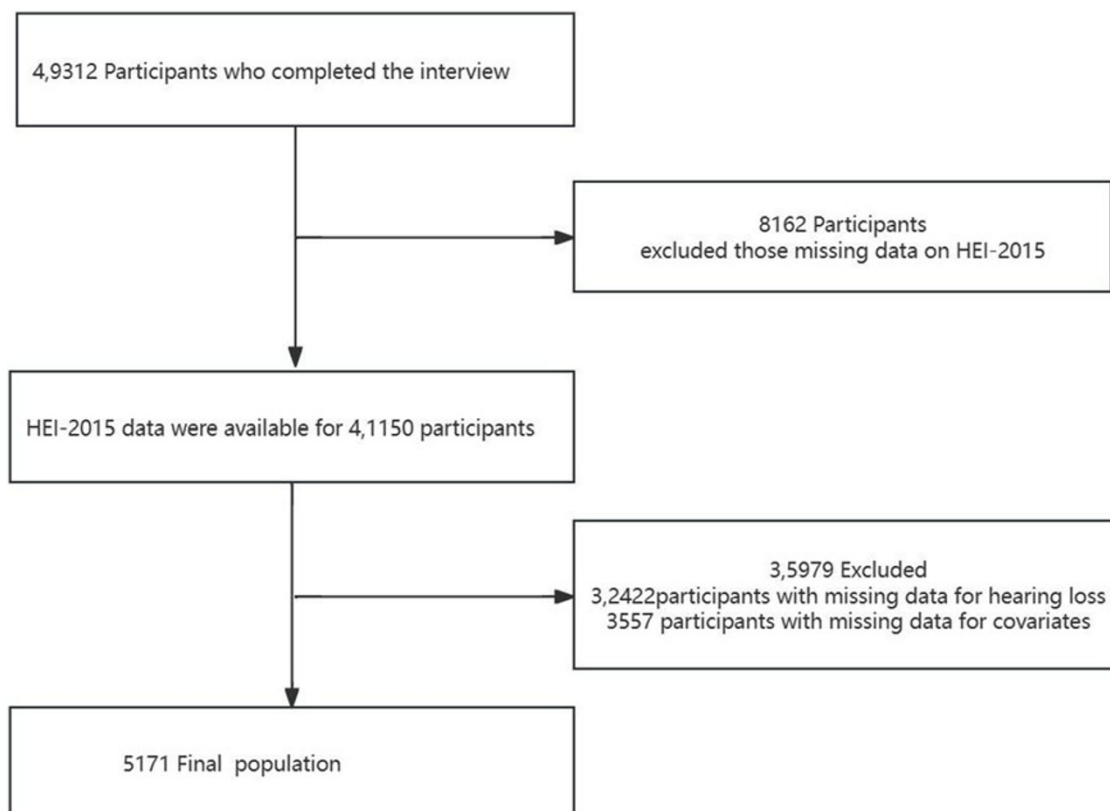 4,9312 Participants who completed the interview
8162 Participants
excluded those missing data on HEI-2015
HEI-2015 data were available for 4,1150 participants
3,5979 Excluded
3,2422participants with missing data for hearing loss
3557 participants with missing data for covariates
5171 Final population